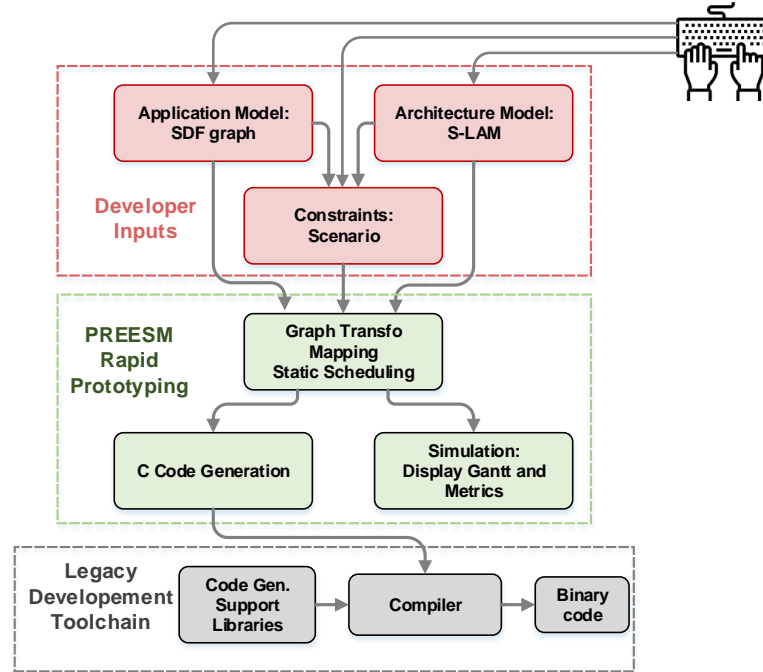 Application Model:
SDF graph
Architecture Model:
S-LAM
Developer
Inputs
Constraints:
Scenario
PREESM
Rapid
Prototyping
Graph Transfo
Mapping
Static Scheduling
C Code Generation
Simulation:
Display Gantt and
Metrics
Legacy
Developement
Toolchain
Code Gen.
Support
Libraries
Compiler
Binary
code